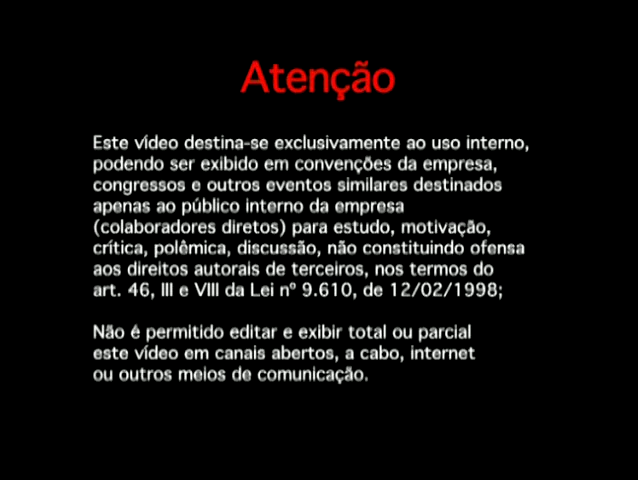 Atenção
Este vídeo destina-se exclusivamente ao uso interno,
podendo ser exibido em convenções da empresa,
congressos e outros eventos similares destinados
apenas ao público interno da empresa
(colaboradores diretos) para estudo, motivação,
crítica, polêmica, discussão, não constituindo ofensa
aos direitos autorais de terceiros, nos termos do
art. 46, III e VIII da Lei nº 9.610, de 12/02/1998;
Não é permitido editar e exibir total ou parcial
este vídeo em canais abertos, a cabo, internet
ou outros meios de comunicação.